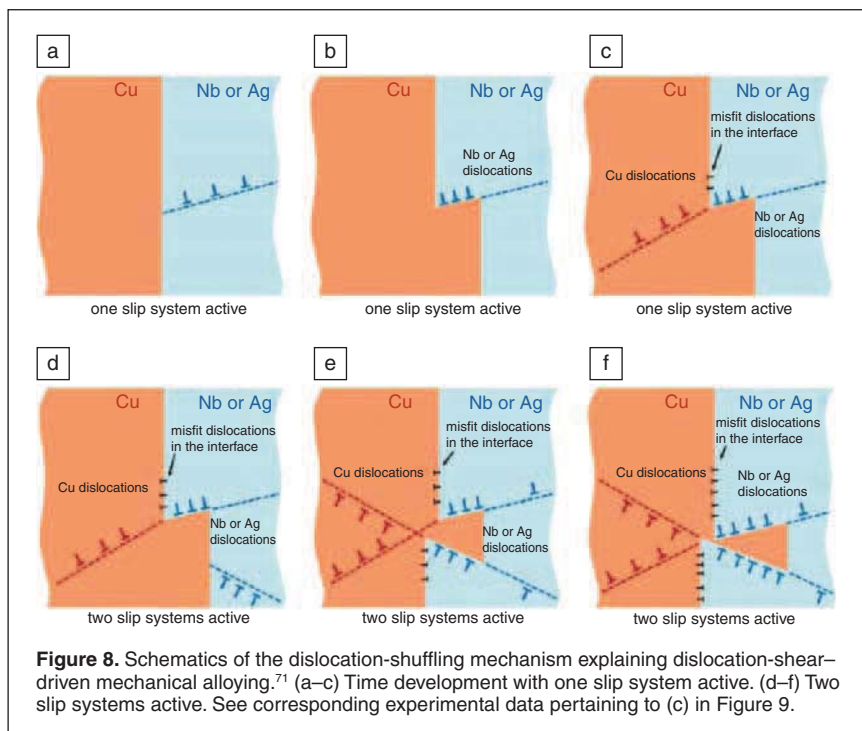 a
Cu
Nb or Ag
one slip system active
b
Cu
Nb or Ag
Nb or Ag
dislocations
one slip system active
c
Cu
Nb or Ag
misfit dislocations
in the interface
Cu dislocations
Nb or Ag
dislocations
one slip system active
d
Cu
Nb or Ag
misfit dislocations
in the interface
Cu dislocations
Nb or Ag
dislocations
two slip systems active
e
Cu
Nb or Ag
misfit dislocations
in the interface
Cu dislocations
Nb or Ag
dislocations
two slip systems active
f
Cu
Nb or Ag
misfit dislocations
in the interface
Cu dislocations
Nb or Ag
dislocations
two slip systems active
Figure 8. Schematics of the dislocation-shuffling mechanism explaining dislocation-shear–
driven mechanical alloying.71 (a–c) Time development with one slip system active. (d–f) Two
slip systems active. See corresponding experimental data pertaining to (c) in Figure 9.